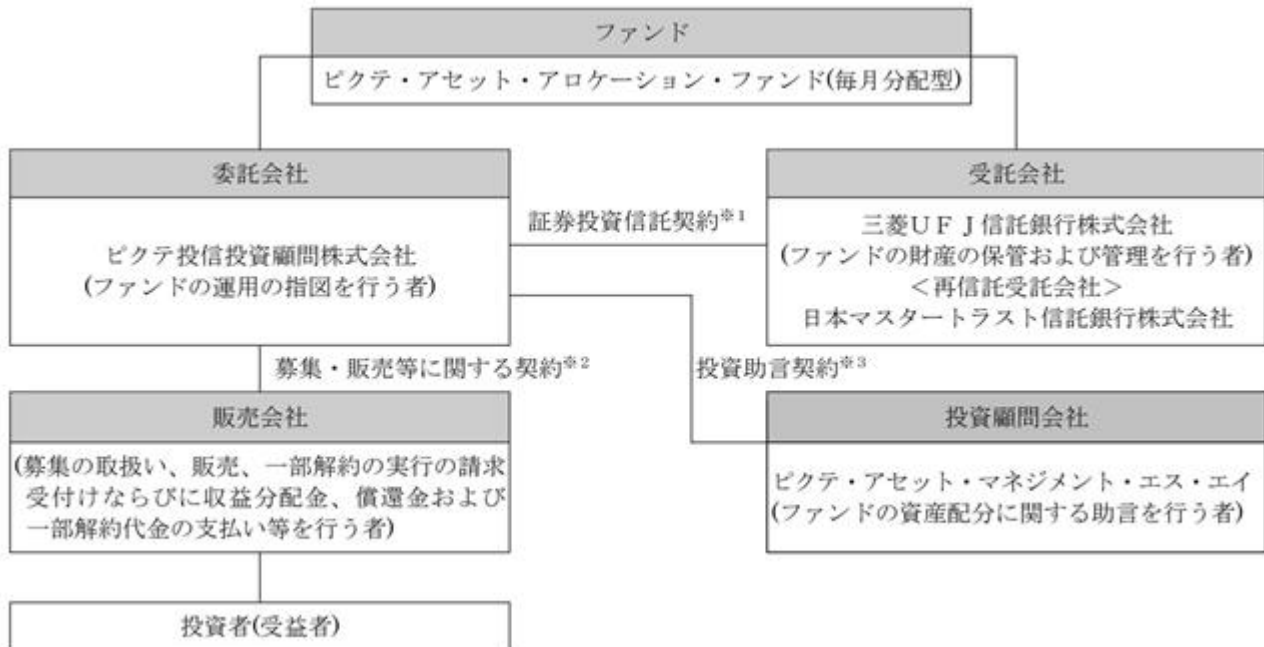 ファンド
ピクテ・アセット・アロケーション・ファンド(毎月分配型)
委託会社
ピクテ投信投資顧問株式会社
(ファンドの運用の指図を行う者)
証券投資信託契約※1
受託会社
三菱UFJ信託銀行株式会社
(ファンドの財産の保管および管理を行う者)
<再信託受託会社>
日本マスタートラスト信託銀行株式会社
募集・販売等に関する契約※2
投資助言契約※3
販売会社
(募集の取扱い、販売、一部解約の実行の請求
受付けならびに収益分配金、償還金および
一部解約代金の支払い等を行う者)
投資顧問会社
ピクテ・アセット・マネジメント・エス・エイ
(ファンドの資産配分に関する助言を行う者)
投資者(受益者)